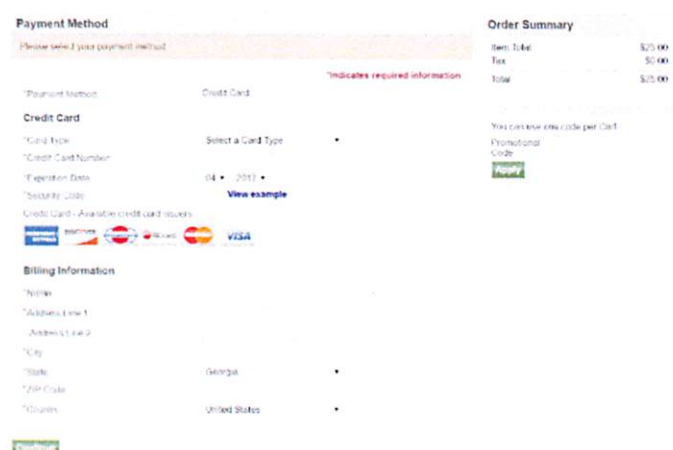 Payment Method
Please select your payment method
*Indicates required information
*Payment Method Credit Card
Credit Card
*Card Type Select a Card Type
*Credit Card Number
*Expiration Date 04
*Security Code View example
Credit Card - Available credit card issuers
DISCOVER VISA
Billing Information
*Name
*Address Line 1
Address Line 2
*City
*State Georgia
*ZIP Code
*Country United States
Order Summary
Item Total $25.00
Tax $0.00
Total $25.00
You can use one code per Cart
Promotional
Code
Apply